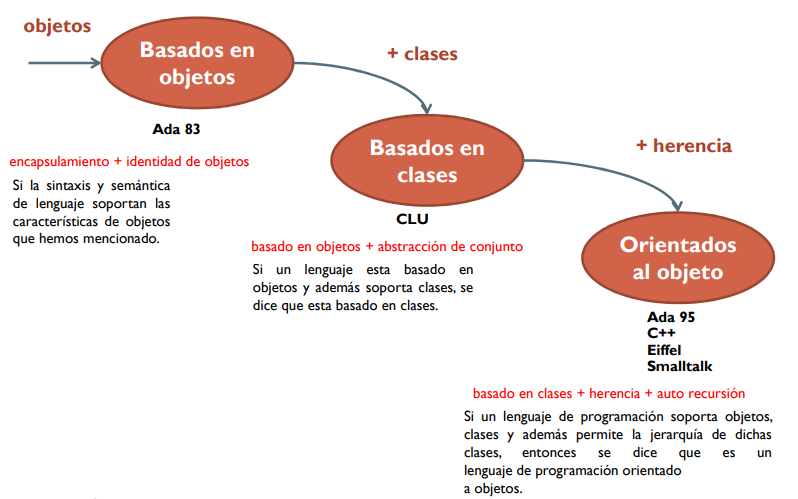 objetos
Basados en
objetos
Ada 83
encapsulamiento + identidad de objetos
Si la sintaxis y semántica
de lenguaje soportan las
características de objetos
que hemos mencionado.
+ clases
Basados en
clases
CLU
basado en objetos + abstracción de conjunto
Si un lenguaje esta basado en
objetos y además soporta clases, se
dice que esta basado en clases.
+ herencia
Orientados
al objeto
Ada 95
C++
Eiffel
Smalltalk
basado en clases + herencia + auto recursión
Si un lenguaje de programación soporta objetos,
clases y además permite la jerarquía de dichas
clases, entonces se dice que es un
lenguaje de programación orientado
a objetos.